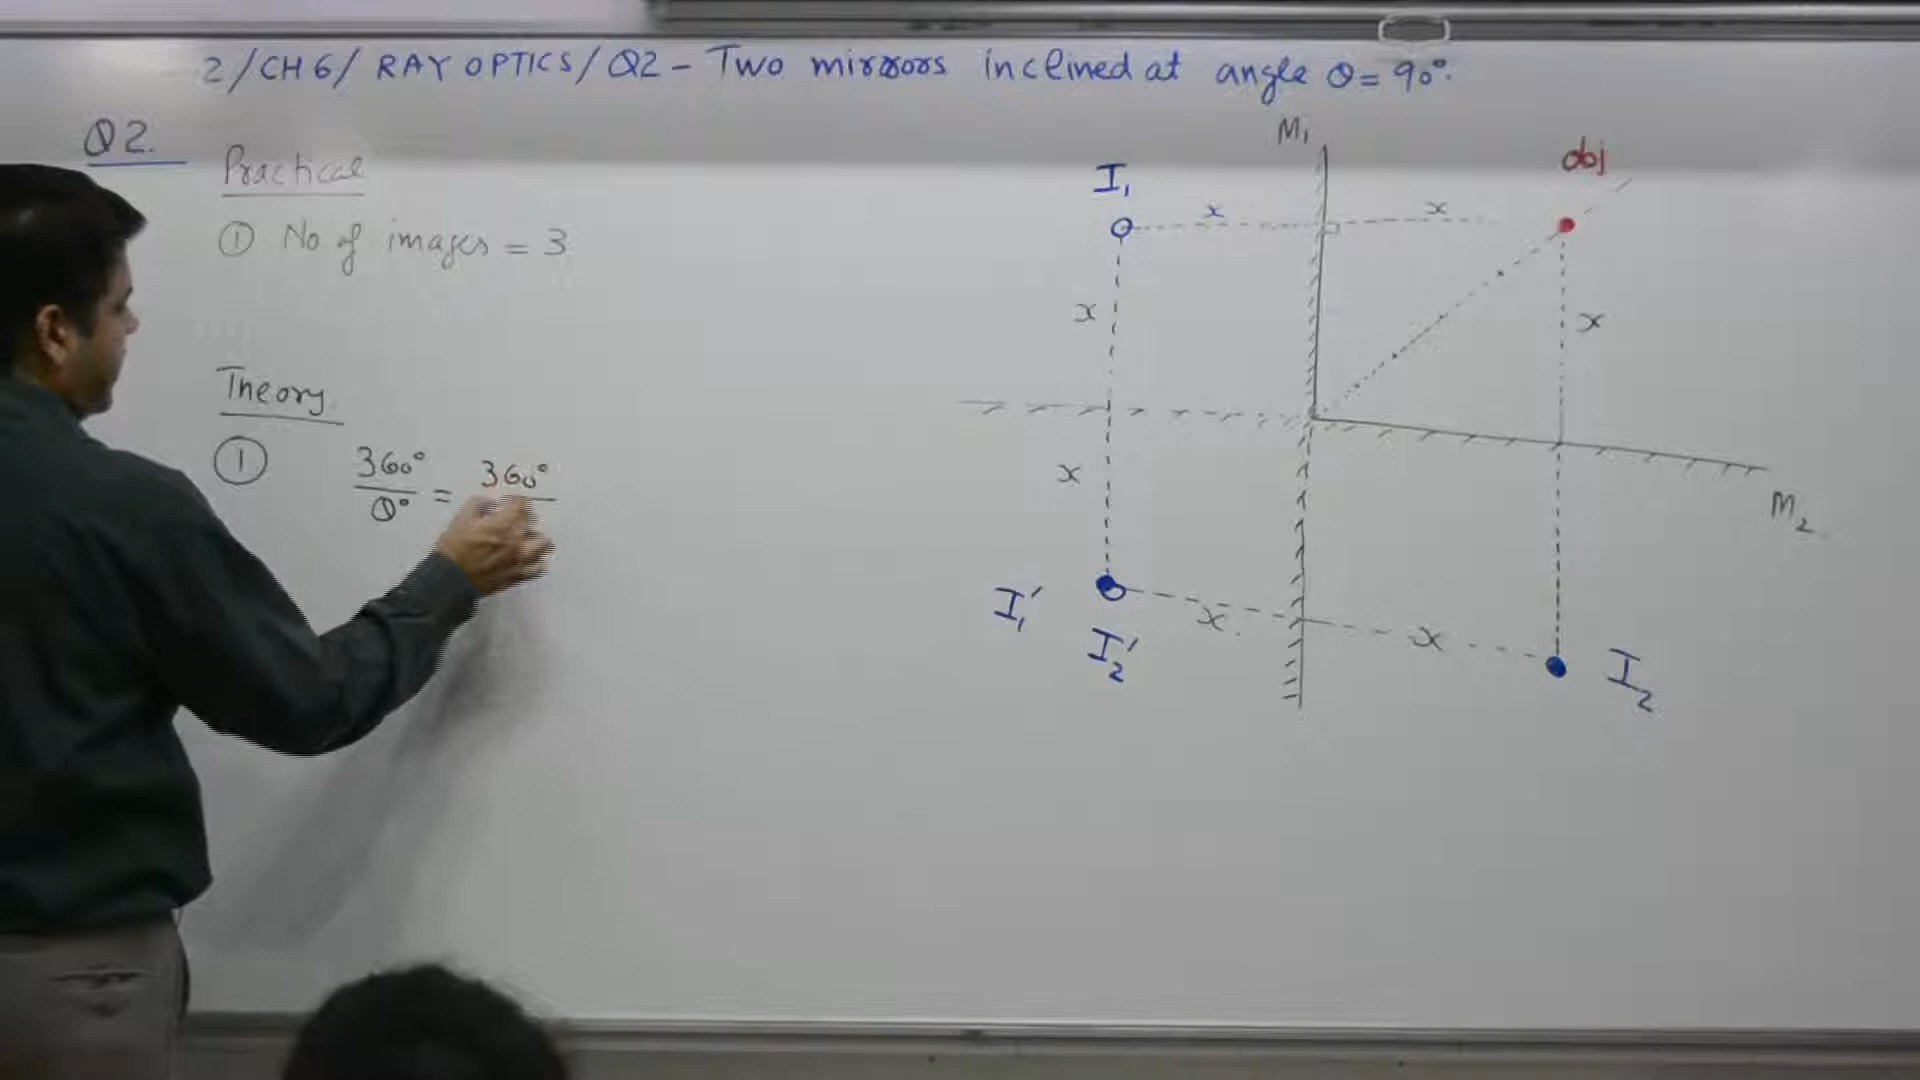 2/CH6/ RAY OPTICS/Q2 - Two mirrors inclined at angle θ = 90°.
Q2.
Practical
① No of images = 3
Theory
① 360°/θ° = 360°
M₁
obj
I₁
x
x
x
x
x
M₂
I₁'
I₂'
x
x
I₂